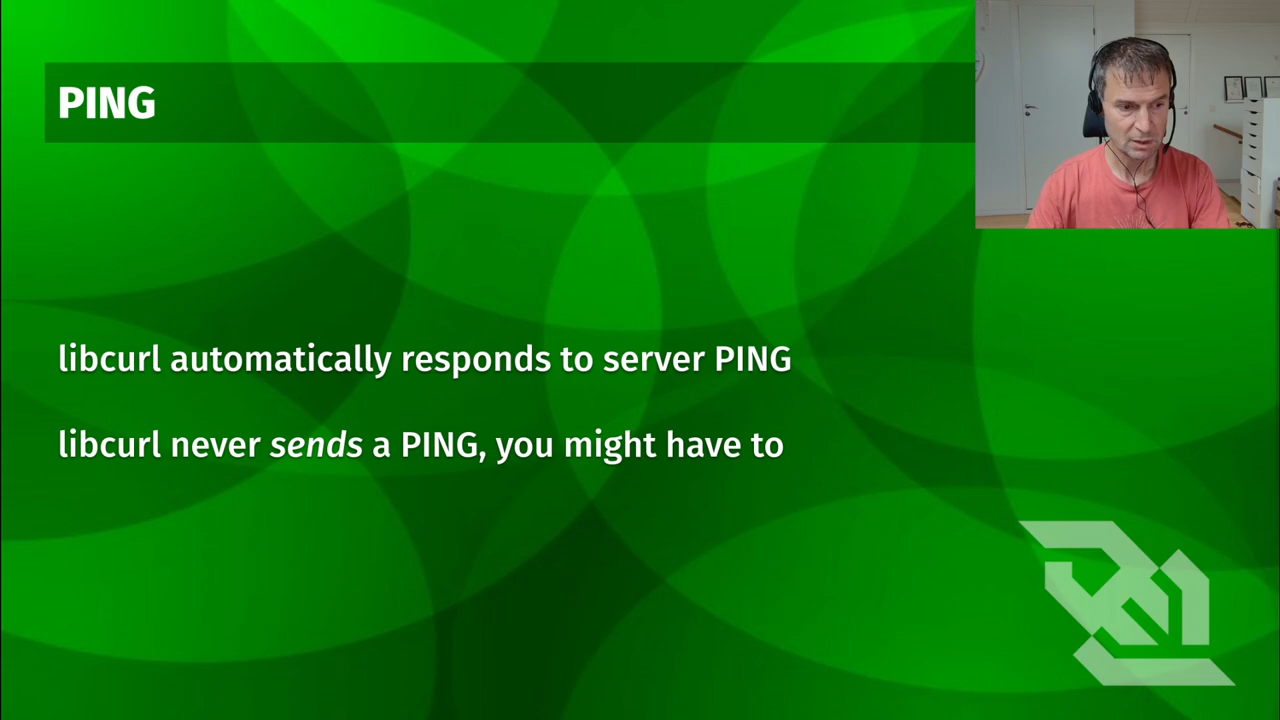 PING
libcurl automatically responds to server PING
libcurl never sends a PING, you might have to